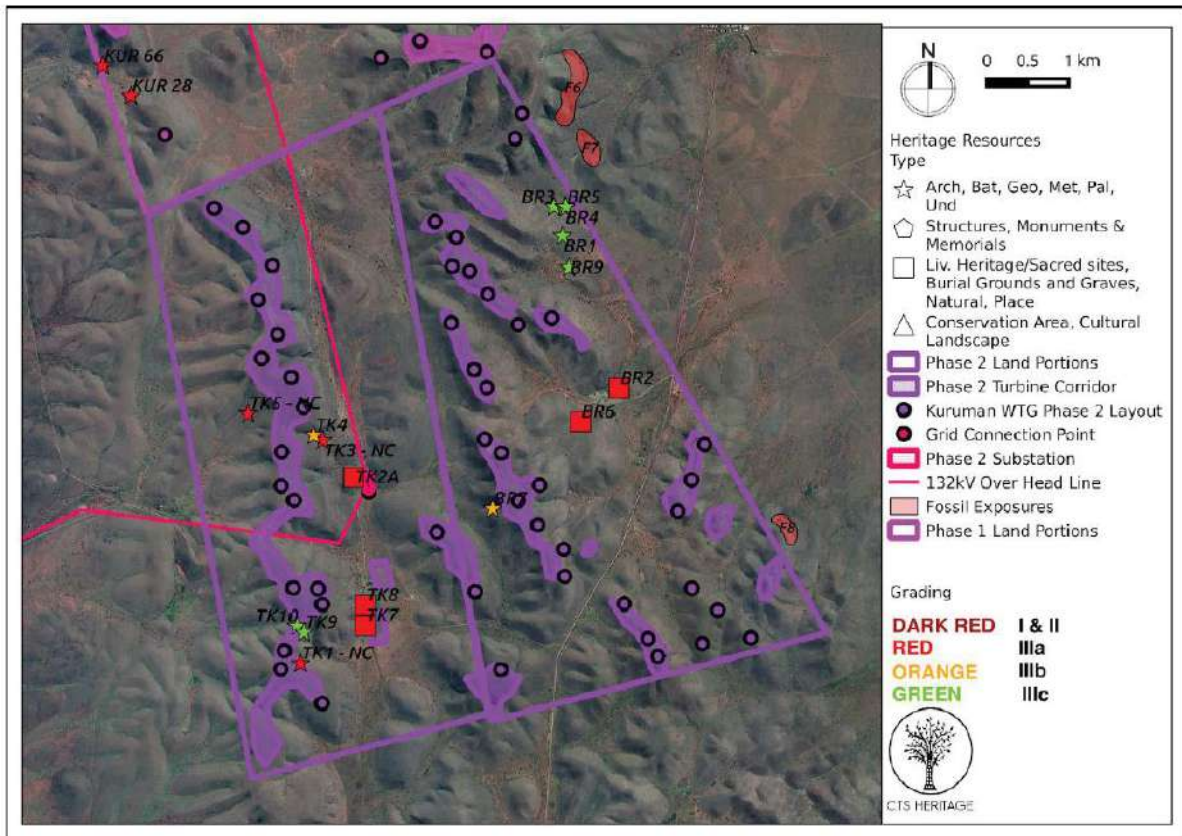 KUR 66
KUR 28
F6
F7
BR3
BR5
BR4
BR1
BR9
BR2
BR6
TK5 - NC
TK4
TK3 - NC
TK2A
BR7
F8
TK8
TK7
TK10
TK9
TK1 - NC
N
0 0.5 1 km
Heritage Resources
Type
Arch, Bat, Geo, Met, Pal,
Und
Structures, Monuments &
Memorials
Liv. Heritage/Sacred sites,
Burial Grounds and Graves,
Natural, Place
Conservation Area, Cultural
Landscape
Phase 2 Land Portions
Phase 2 Turbine Corridor
Kuruman WTG Phase 2 Layout
Grid Connection Point
Phase 2 Substation
132kV Over Head Line
Fossil Exposures
Phase 1 Land Portions
Grading
DARK RED I & II
RED IIIa
ORANGE IIIb
GREEN IIIc
CTS HERITAGE